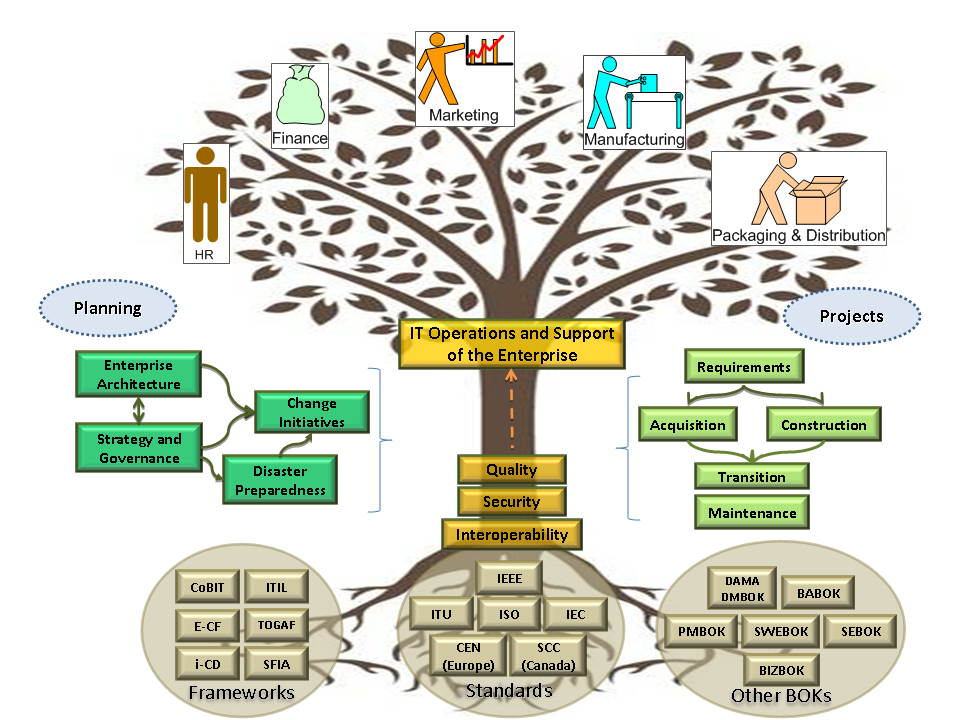 Marketing
Finance
Manufacturing
HR
Packaging & Distribution
Planning
Projects
IT Operations and Support
of the Enterprise
Enterprise
Architecture
Change
Initiatives
Strategy and
Governance
Disaster
Preparedness
Requirements
Acquisition
Construction
Transition
Maintenance
Quality
Security
Interoperability
CoBIT
ITIL
E-CF
TOGAF
i-CD
SFIA
Frameworks
IEEE
ITU
ISO
IEC
CEN
(Europe)
SCC
(Canada)
Standards
DAMA
DMBOK
BABOK
PMBOK
SWEBOK
SEBOK
BIZBOK
Other BOKs